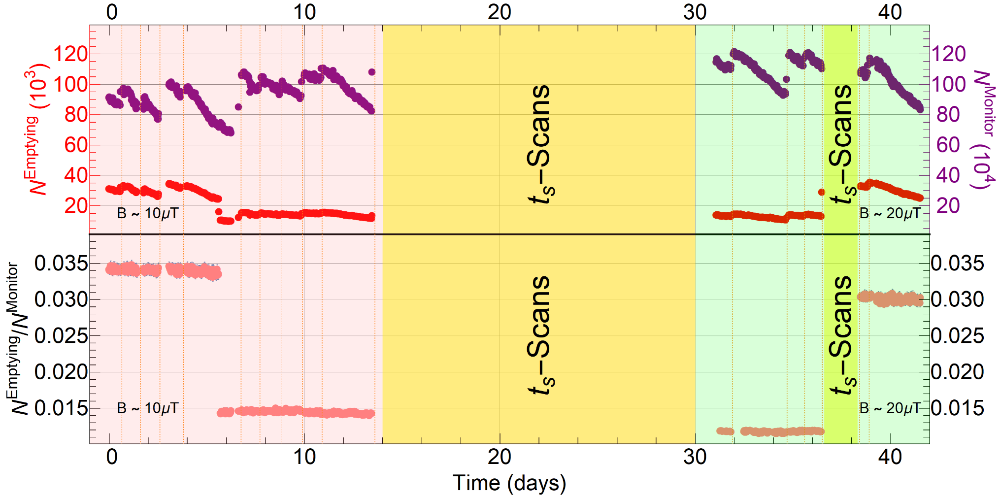 0 10 20 30 40
N^Emptying (10^3)
120
100
80
60
40
20
B ~ 10μT
t_s−Scans
t_s−Scans
B ~ 20μT
120
100
80
60
40
20
N^Monitor (10^4)
N^Emptying/N^Monitor
0.035
0.030
0.025
0.020
0.015
B ~ 10μT
t_s−Scans
t_s−Scans
B ~ 20μT
0.035
0.030
0.025
0.020
0.015
0 10 20 30 40
Time (days)